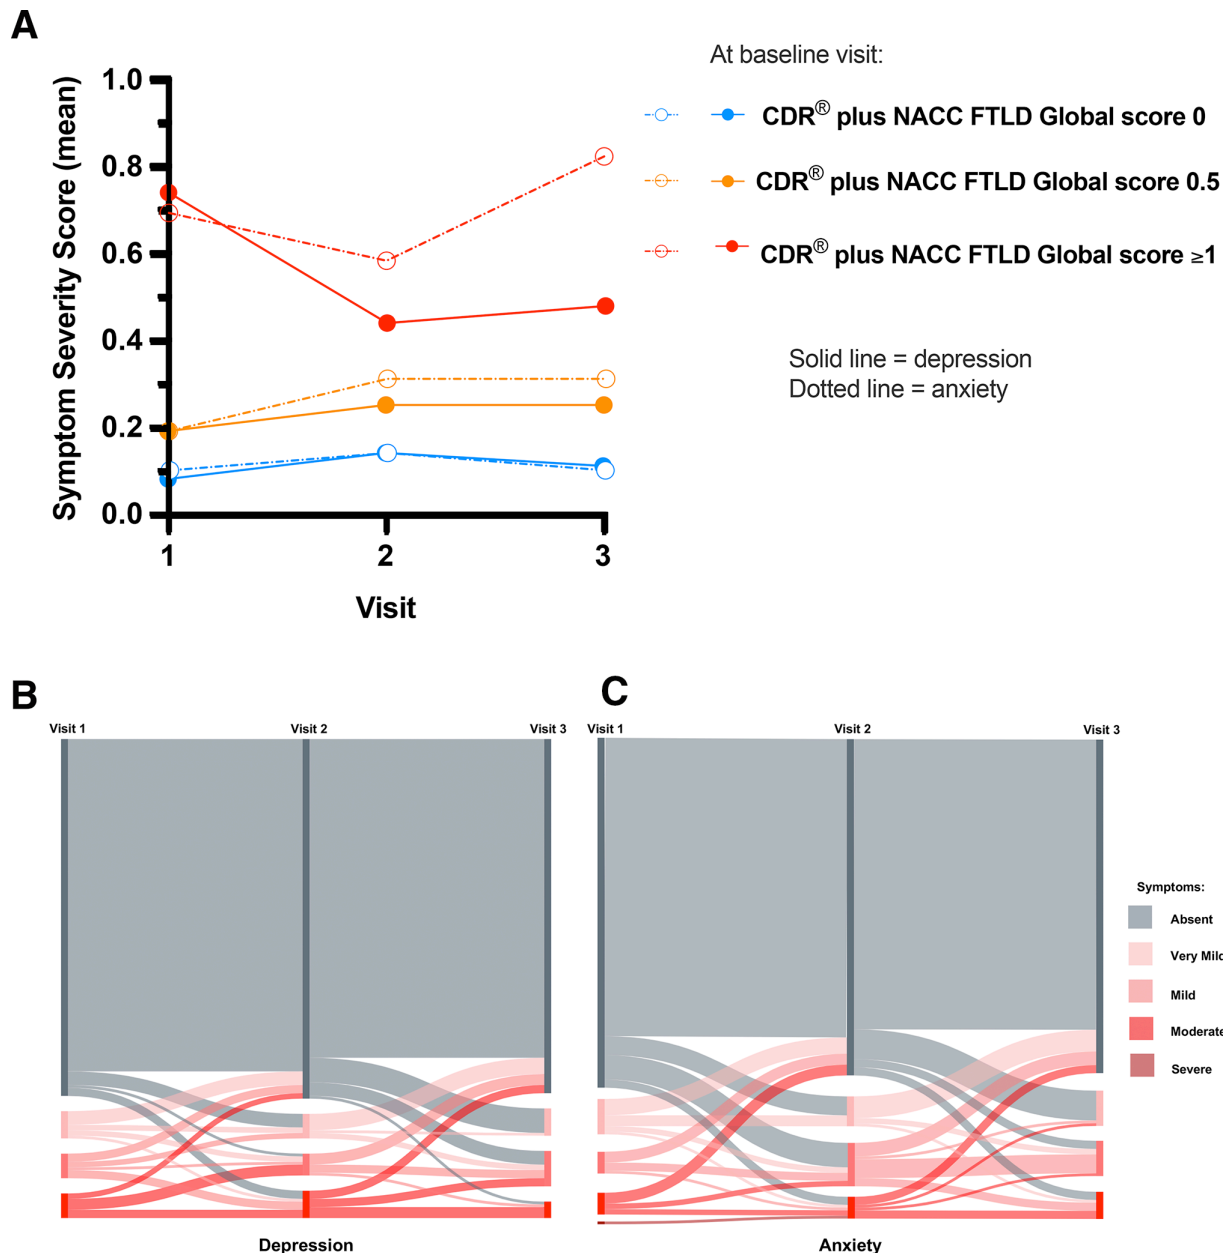 A
At baseline visit:
CDR® plus NACC FTLD Global score 0
CDR® plus NACC FTLD Global score 0.5
CDR® plus NACC FTLD Global score ≥1
Solid line = depression
Dotted line = anxiety
Symptom Severity Score (mean)
1.0
0.8
0.6
0.4
0.2
0.0
1 2 3
Visit
B
Visit 1 Visit 2 Visit 3
Depression
C
Visit 1 Visit 2 Visit 3
Symptoms:
Absent
Very Mild
Mild
Moderate
Severe
Anxiety